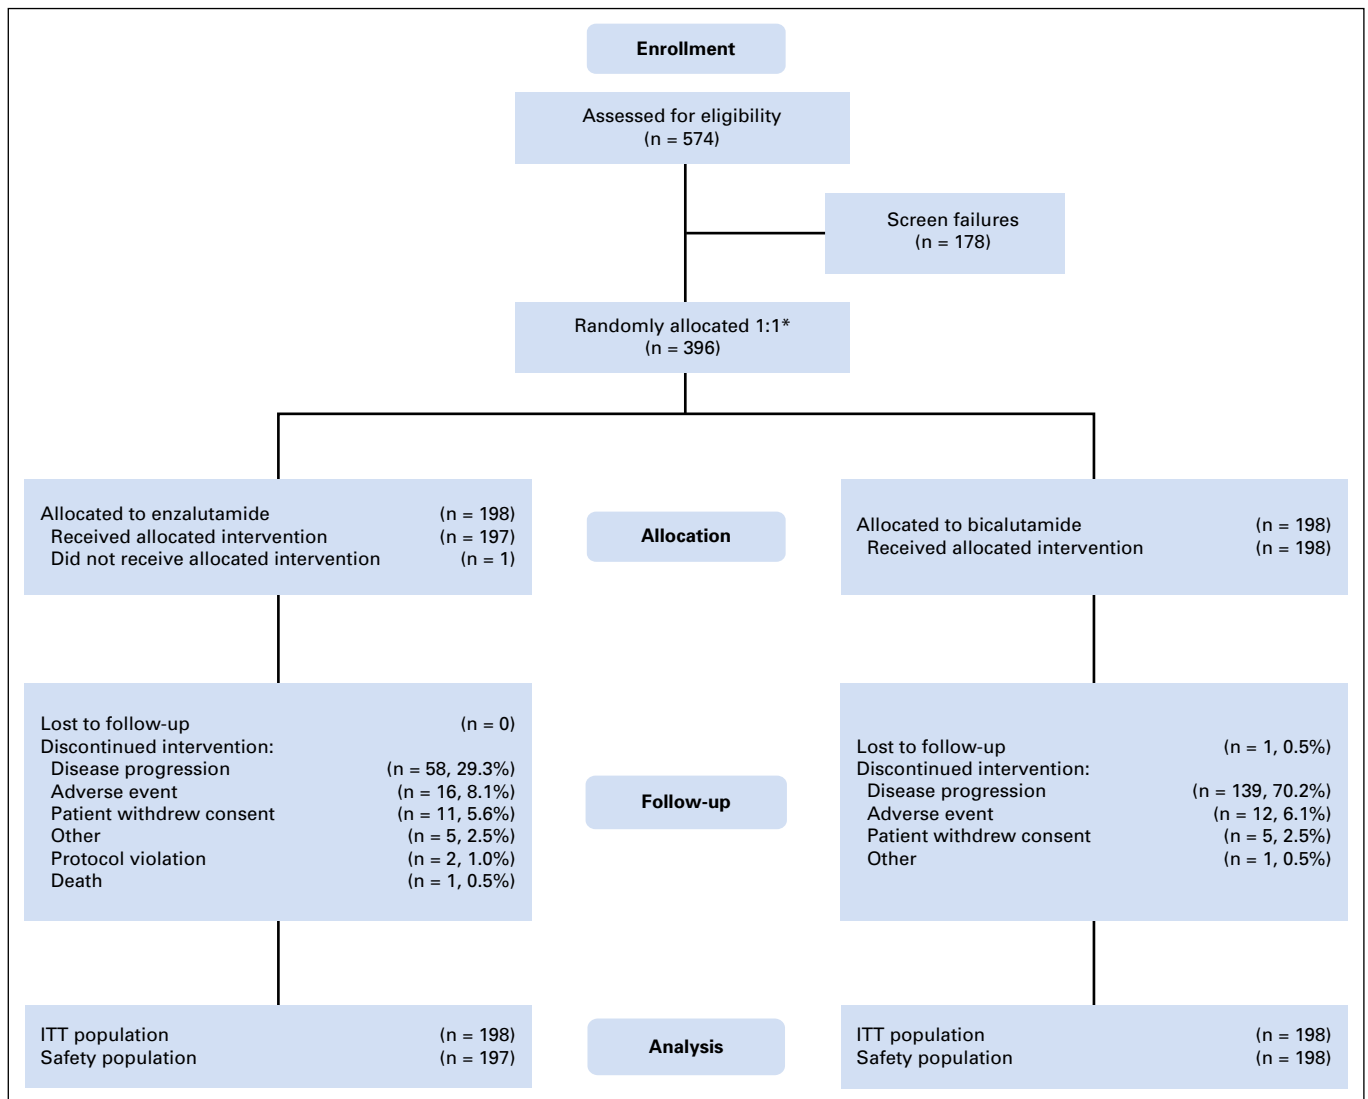 Enrollment
Assessed for eligibility
(n = 574)
Screen failures
(n = 178)
Randomly allocated 1:1*
(n = 396)
Allocated to enzalutamide (n = 198)
Received allocated intervention (n = 197)
Did not receive allocated intervention (n = 1)
Allocation
Allocated to bicalutamide (n = 198)
Received allocated intervention (n = 198)
Lost to follow-up (n = 0)
Discontinued intervention:
Disease progression (n = 58, 29.3%)
Adverse event (n = 16, 8.1%)
Patient withdrew consent (n = 11, 5.6%)
Other (n = 5, 2.5%)
Protocol violation (n = 2, 1.0%)
Death (n = 1, 0.5%)
Follow-up
Lost to follow-up (n = 1, 0.5%)
Discontinued intervention:
Disease progression (n = 139, 70.2%)
Adverse event (n = 12, 6.1%)
Patient withdrew consent (n = 5, 2.5%)
Other (n = 1, 0.5%)
ITT population (n = 198)
Safety population (n = 197)
Analysis
ITT population (n = 198)
Safety population (n = 198)